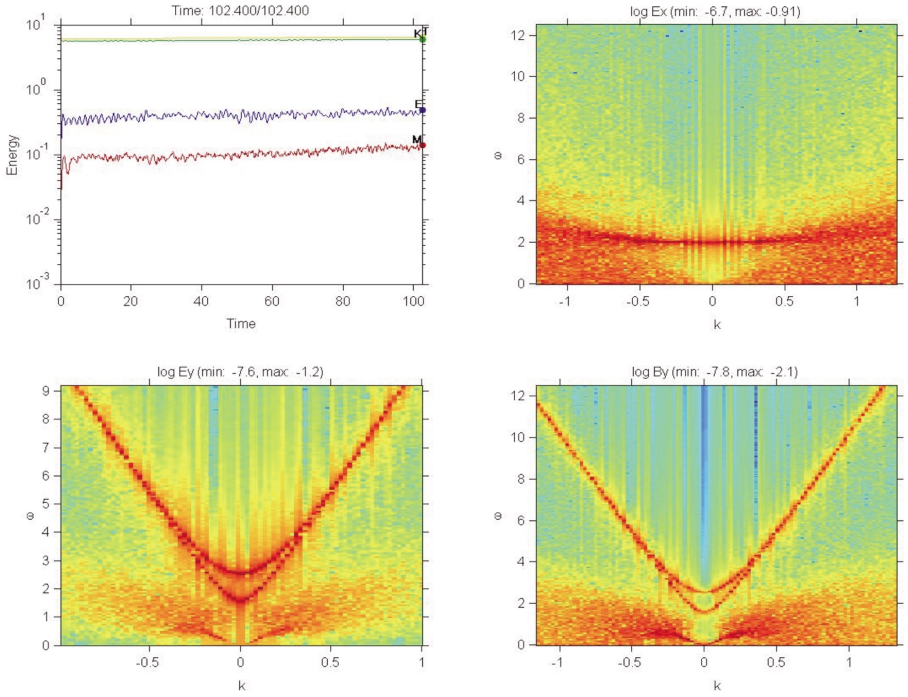 Time: 102.400/102.400
10^1
10^0
10^-1
10^-2
10^-3
Energy
K T
E
M
0 20 40 60 80 100
Time
log Ex (min: -6.7, max: -0.91)
12
10
8
6
4
2
0
ω
-1 -0.5 0 0.5 1
k
log Ey (min: -7.6, max: -1.2)
9
8
7
6
5
4
3
2
1
0
ω
-0.5 0 0.5 1
k
log By (min: -7.8, max: -2.1)
12
10
8
6
4
2
0
ω
-1 -0.5 0 0.5 1
k